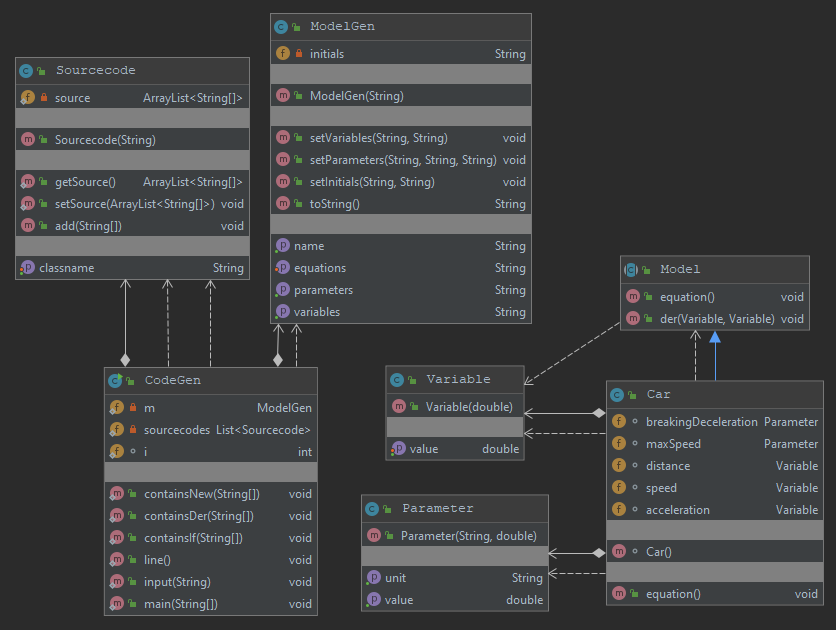 Sourcecode
source ArrayList<String[]>
Sourcecode(String)
getSource() ArrayList<String[]>
setSource(ArrayList<String[]>) void
add(String[]) void
classname String
ModelGen
initials String
ModelGen(String)
setVariables(String, String) void
setParameters(String, String, String) void
setInitials(String, String) void
toString() String
name String
equations String
parameters String
variables String
Model
equation() void
der(Variable, Variable) void
CodeGen
m ModelGen
sourcecodes List<Sourcecode>
i int
containsNew(String[]) void
containsDer(String[]) void
containsIf(String[]) void
line() void
input(String) void
main(String[]) void
Variable
Variable(double)
value double
Parameter
Parameter(String, double)
unit String
value double
Car
breakingDeceleration Parameter
maxSpeed Parameter
distance Variable
speed Variable
acceleration Variable
Car()
equation() void